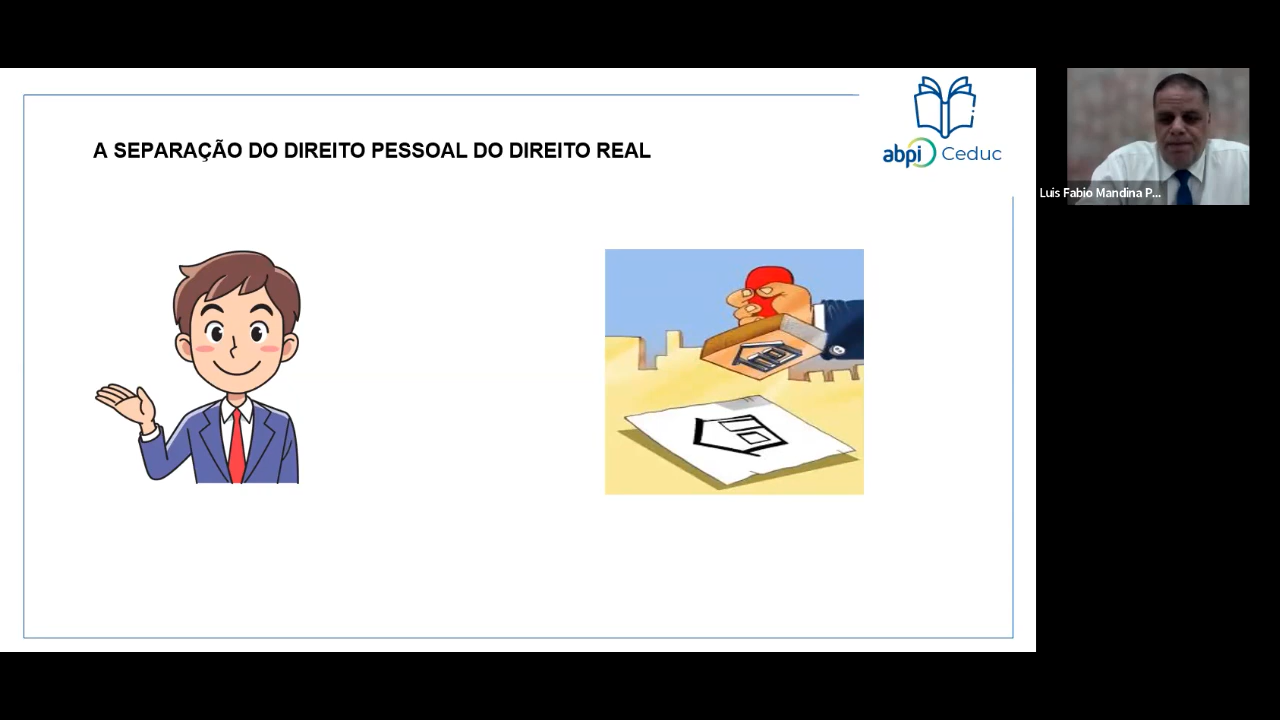 A SEPARAÇÃO DO DIREITO PESSOAL DO DIREITO REAL
abpi Ceduc
Luis Fabio Mandina P...